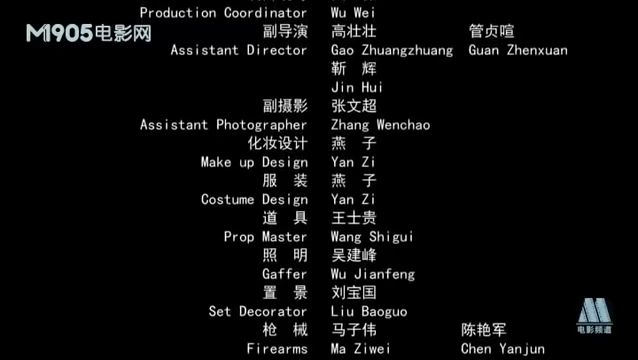 Production Coordinator Wu Wei
M1905电影网
副导演 高壮壮 管贞喧
Assistant Director Gao Zhuangzhuang Guan Zhenxuan
靳 辉
Jin Hui
副摄影 张文超
Assistant Photographer Zhang Wenchao
化妆设计 燕 子
Make up Design Yan Zi
服 装 燕 子
Costume Design Yan Zi
道 具 王士贵
Prop Master Wang Shigui
照 明 吴建峰
Gaffer Wu Jianfeng
置 景 刘宝国
Set Decorator Liu Baoguo
枪 械 马子伟 陈艳军
Firearms Ma Ziwei Chen Yanjun
电影频道